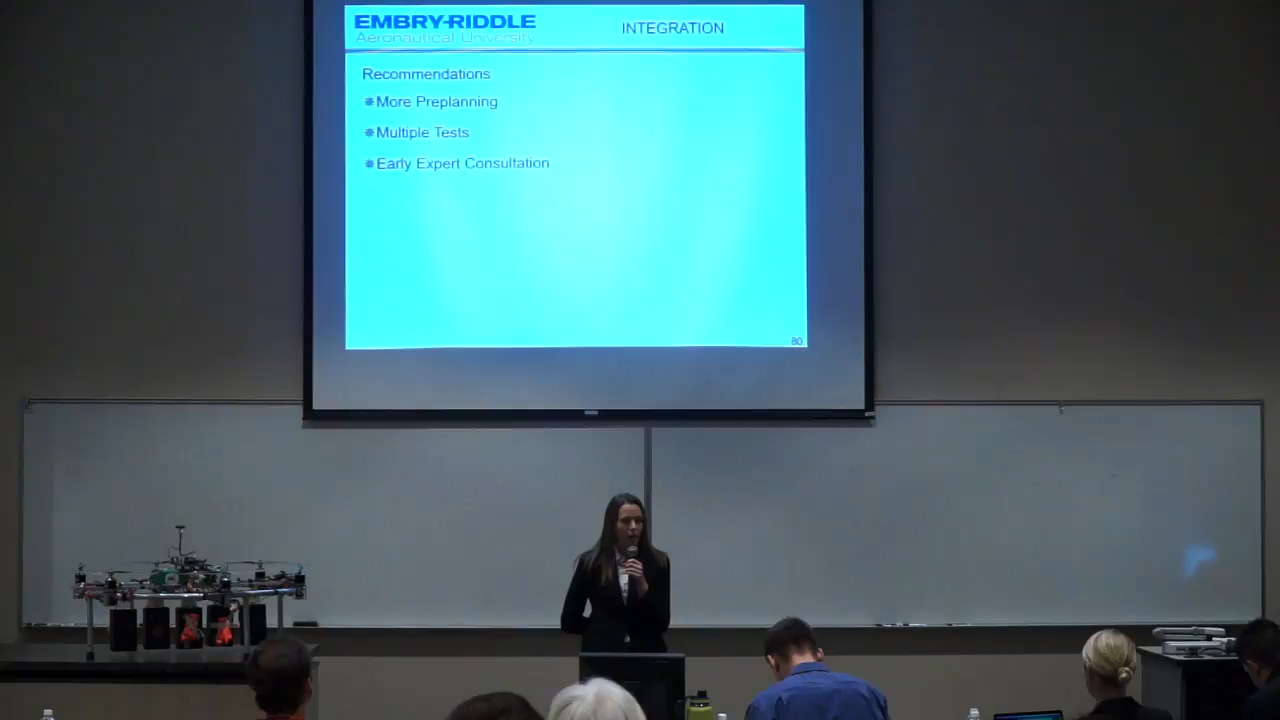 EMBRY-RIDDLE
Aeronautical University
INTEGRATION
Recommendations
More Preplanning
Multiple Tests
Early Expert Consultation
80